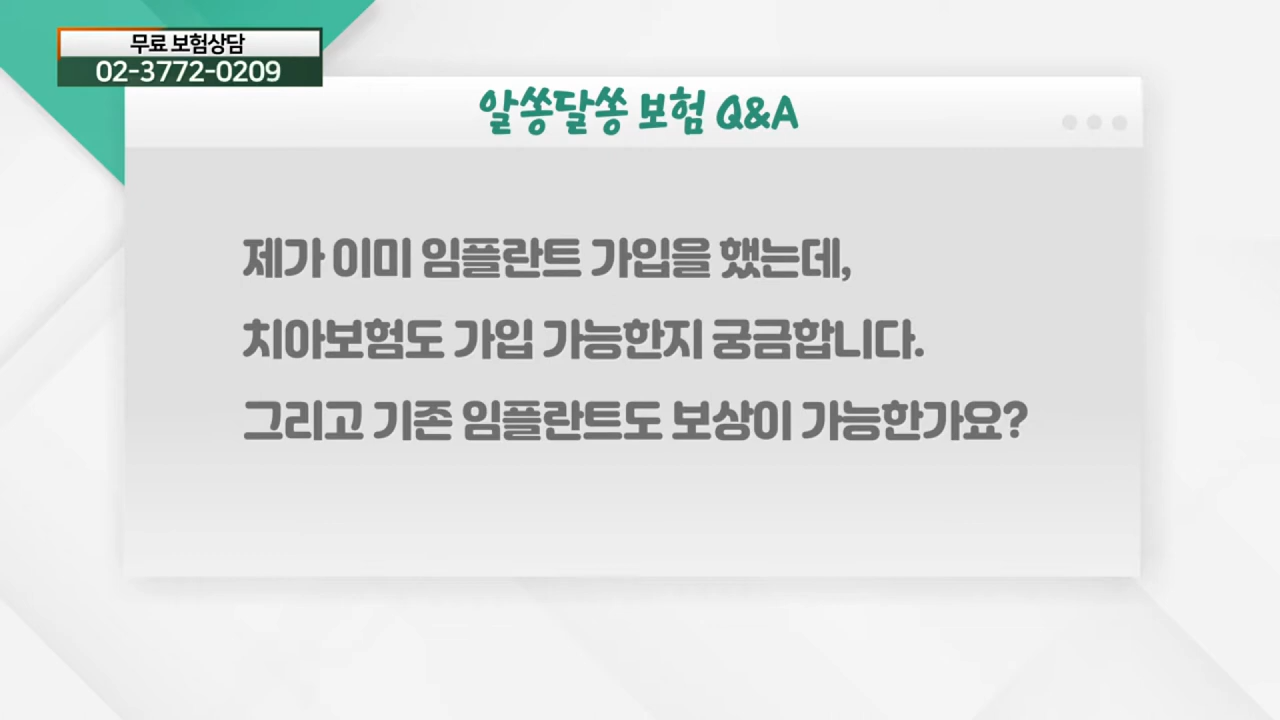 무료 보험상담
02-3772-0209
알쏭달쏭 보험 Q&A
제가 이미 임플란트 가입을 했는데,
치아보험도 가입 가능한지 궁금합니다.
그리고 기존 임플란트도 보상이 가능한가요?